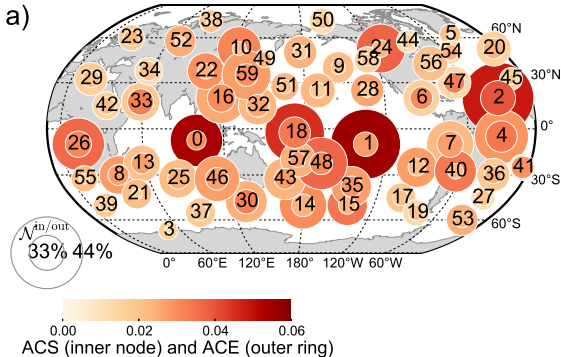 a)
38 50
23 52 10 49 31 9 58 24 44 5 54 20 60°N
29 34 22 59 51 11 28 56 47 45 30°N
42 33 16 32 6 2
26 0 18 1 7 4 0°
55 8 13 25 46 57 48 43 35 12 40 36 41 30°S
39 21 37 30 14 15 17 19 27 53 60°S
3
𝒩 in/out
33% 44%
0° 60°E 120°E 180° 120°W 60°W
0.00 0.02 0.04 0.06
ACS (inner node) and ACE (outer ring)